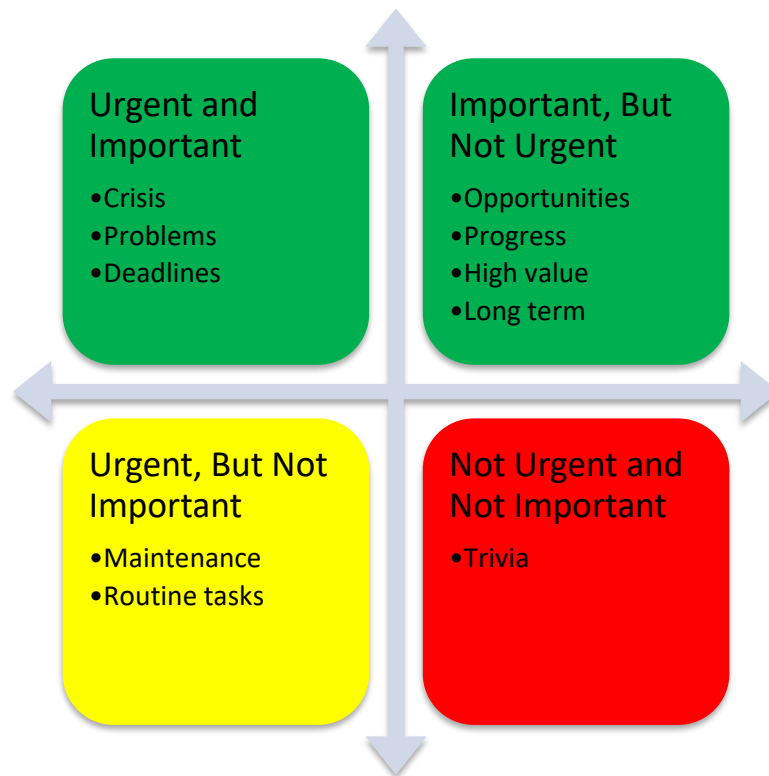 Urgent and
Important
•Crisis
•Problems
•Deadlines
Important, But
Not Urgent
•Opportunities
•Progress
•High value
•Long term
Urgent, But Not
Important
•Maintenance
•Routine tasks
Not Urgent and
Not Important
•Trivia